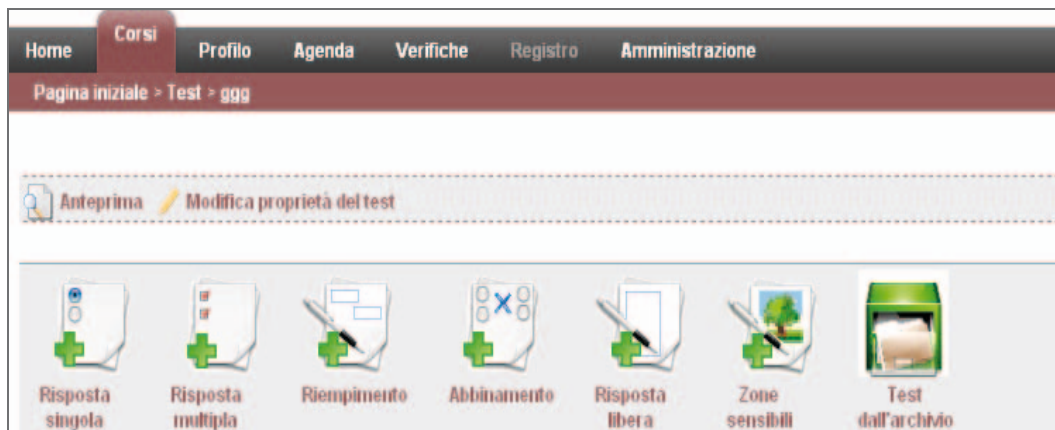 Home Corsi Profilo Agenda Verifiche Registro Amministrazione
Pagina iniziale > Test > ggg
Anteprima Modifica proprietà del test
Risposta singola
Risposta multipla
Riempimento
Abbinamento
Risposta libera
Zone sensibili
Test dall'archivio